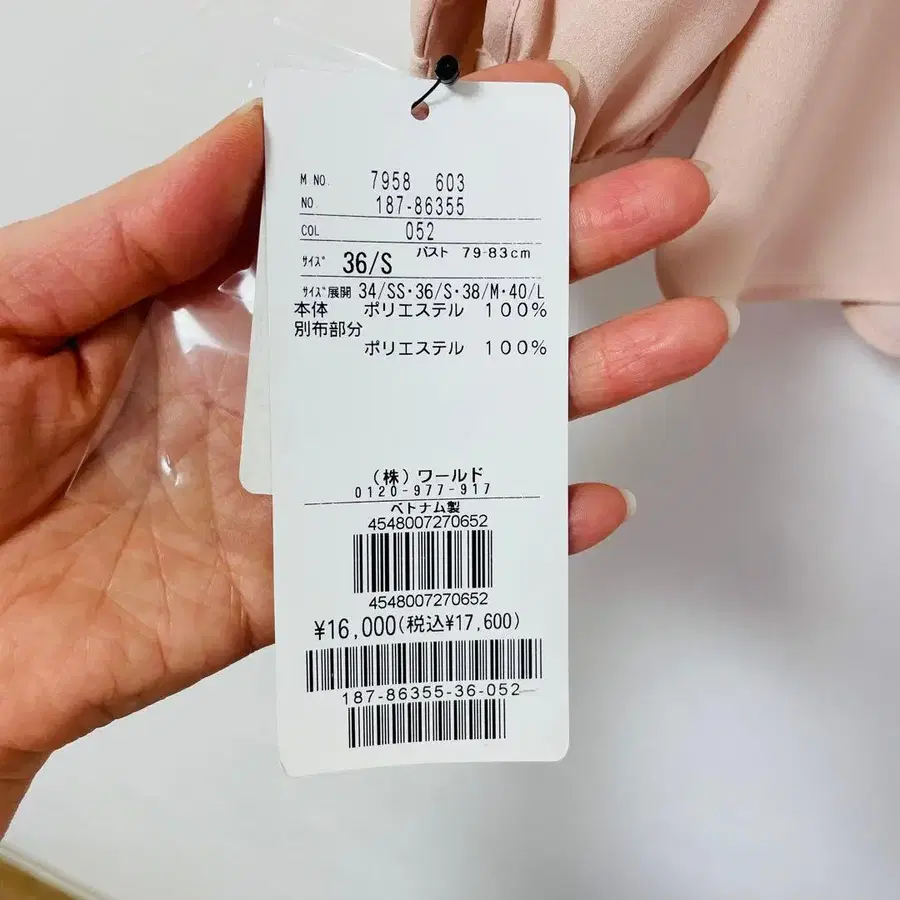 M NO. 7958 603
NO. 187-86355
COL 052
サイズ 36/S バスト 79-83cm
サイズ展開 34/SS・36/S・38/M・40/L
本体 ポリエステル 100%
別布部分
ポリエステル 100%
(株)ワールド
0120-977-917
ベトナム製
4548007270652
4548007270652
¥16,000(税込¥17,600)
187-86355-36-052